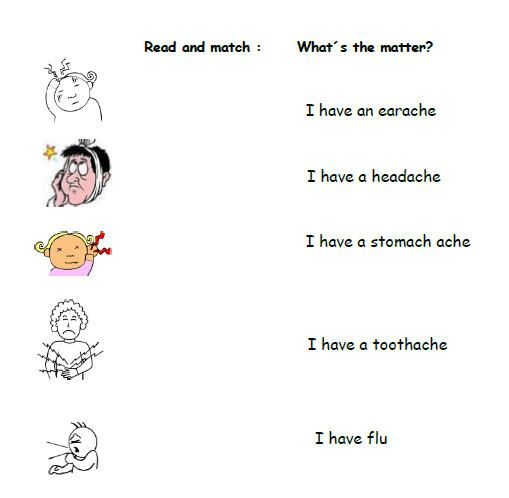 Read and match : What´s the matter?
I have an earache
I have a headache
I have a stomach ache
I have a toothache
I have flu